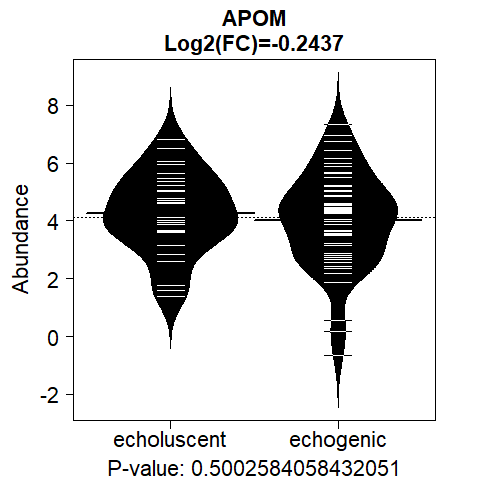 APOM
Log2(FC)=-0.2437
Abundance
8
6
4
2
0
-2
echoluscent echogenic
P-value: 0.5002584058432051